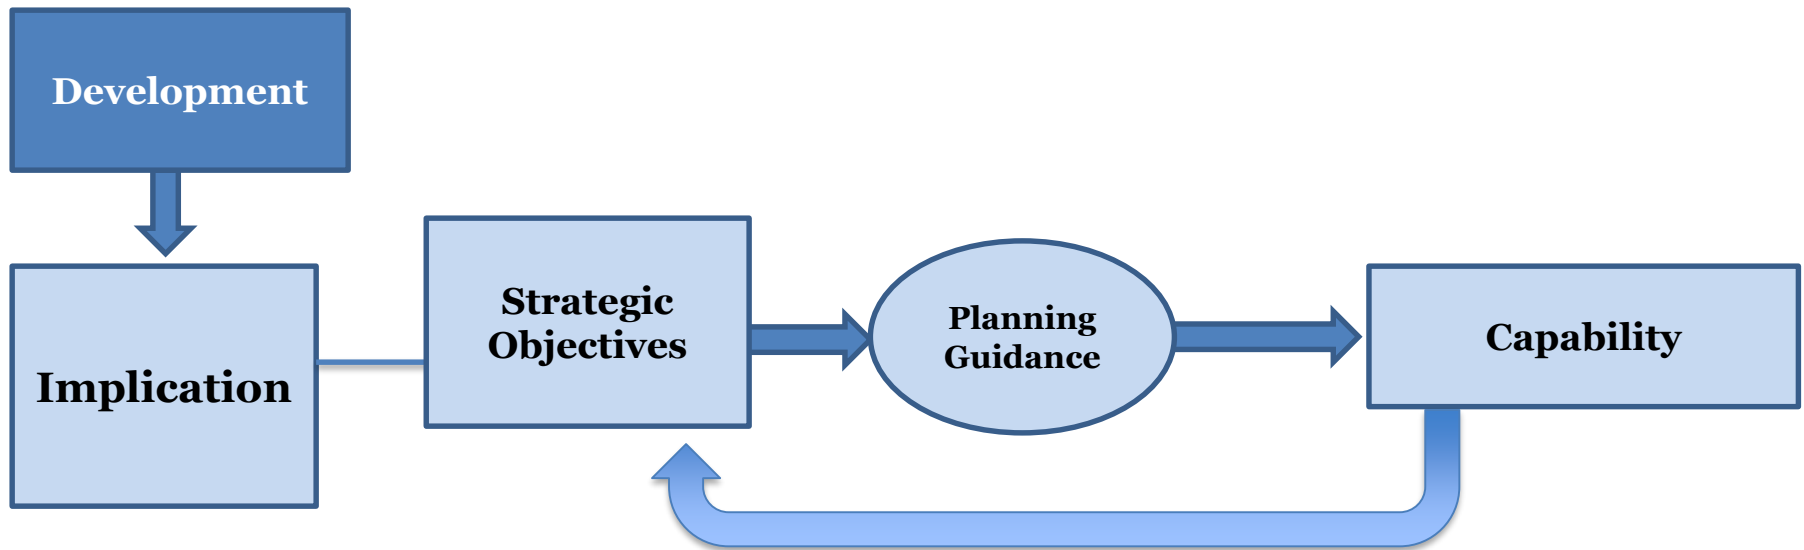 Development
Implication
Strategic
Objectives
Planning
Guidance
Capability